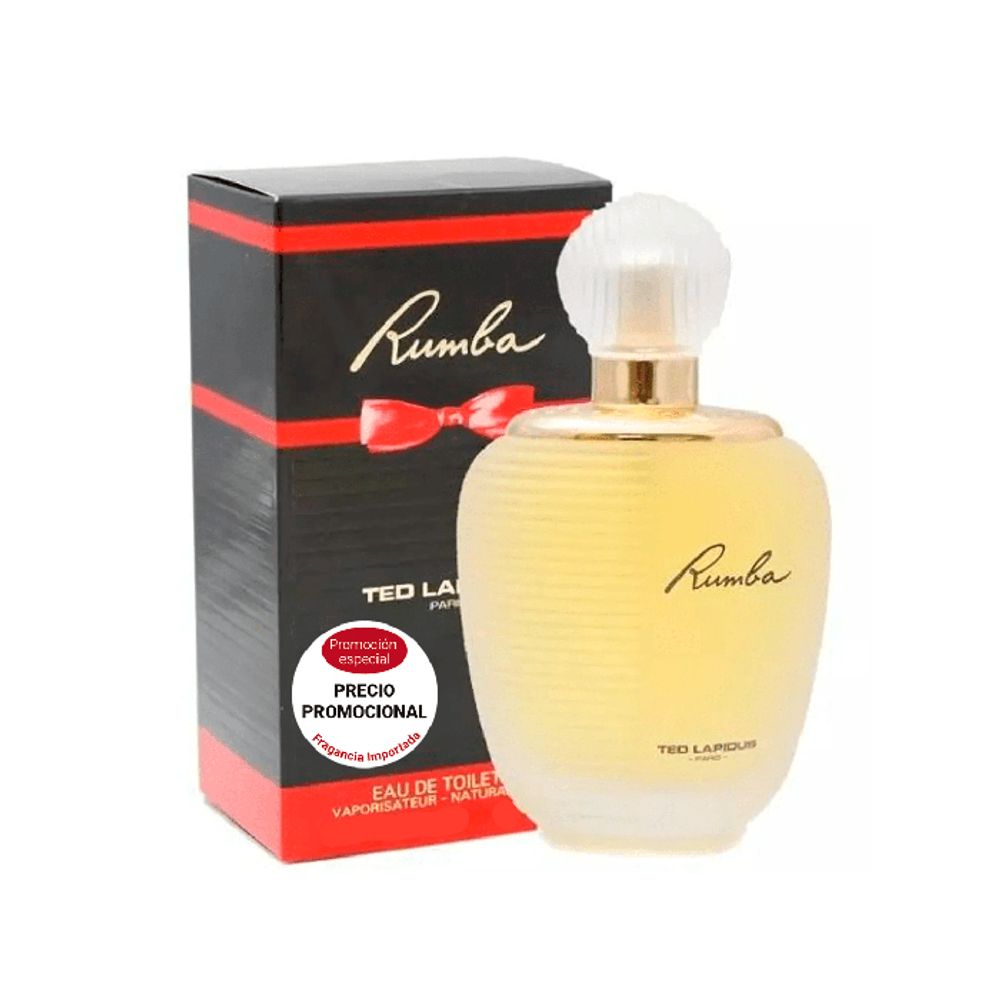 Rumba
TED LA
PARI
Promoción
especial
PRECIO
PROMOCIONAL
Fragancia Importada
EAU DE TOILET
VAPORISATEUR - NATURA
Rumba
TED LAPIDUS
- PARIS -